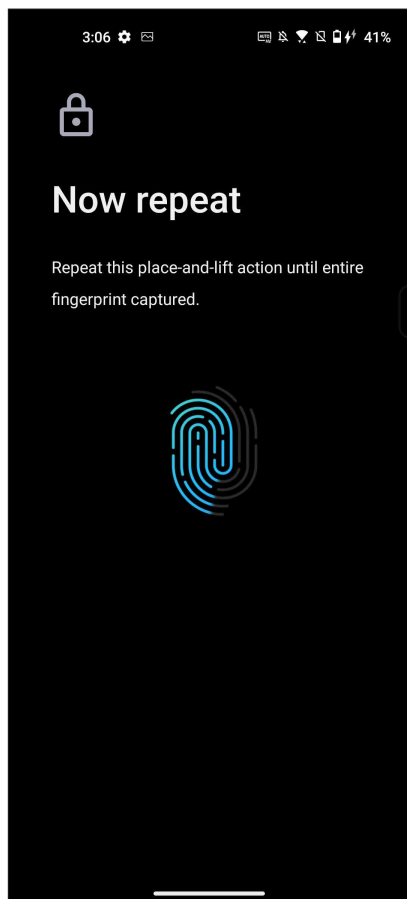 3:06 41%
Now repeat
Repeat this place-and-lift action until entire
fingerprint captured.